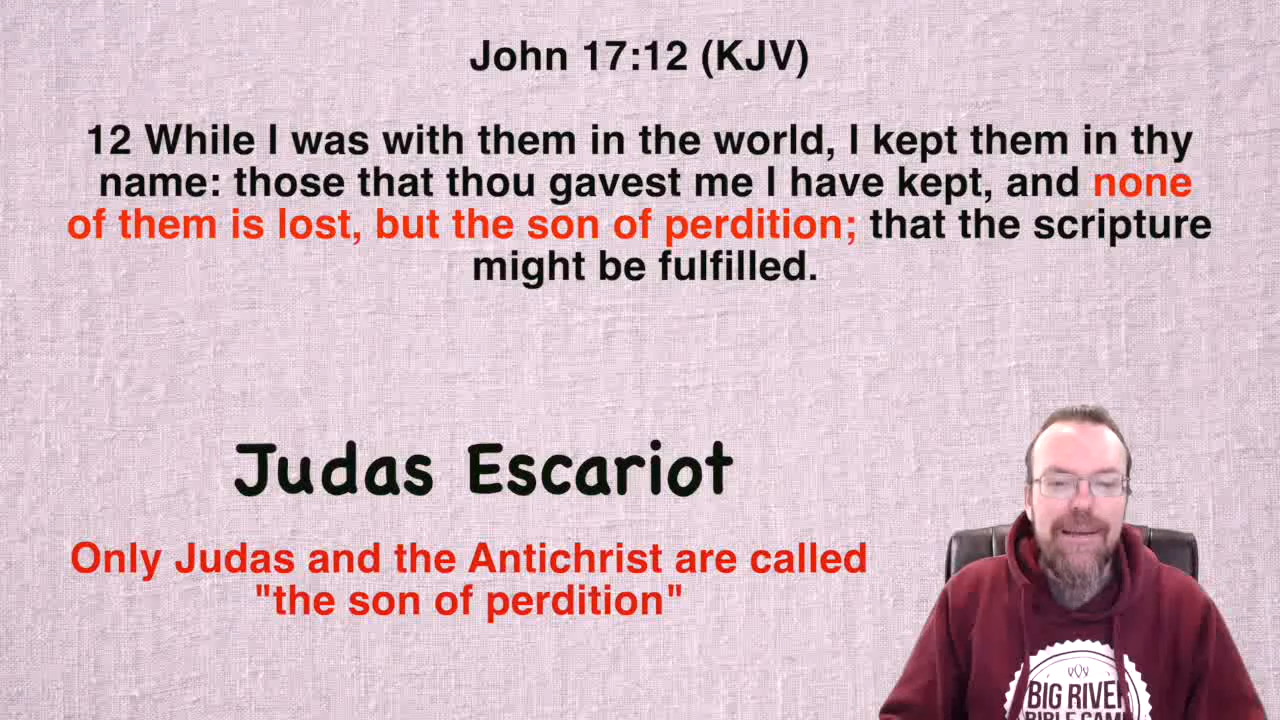 John 17:12 (KJV)
12 While I was with them in the world, I kept them in thy
name: those that thou gavest me I have kept, and none
of them is lost, but the son of perdition; that the scripture
might be fulfilled.
Judas Escariot
Only Judas and the Antichrist are called
"the son of perdition"
BIG RIVER
BIBLE CAMP